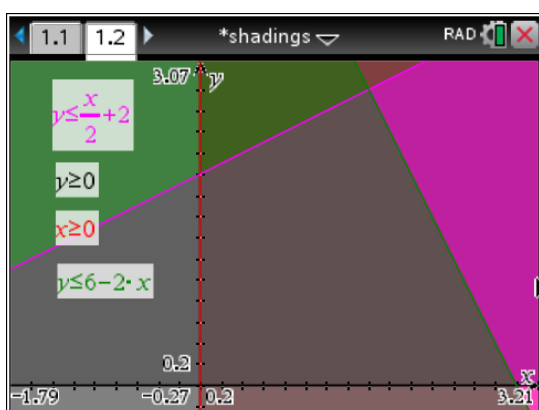 1.1 1.2 *shadings RAD
3.07 y
y≤x/2+2
y≥0
x≥0
y≤6−2·x
0.2
x
−1.79 −0.27 0.2 3.21